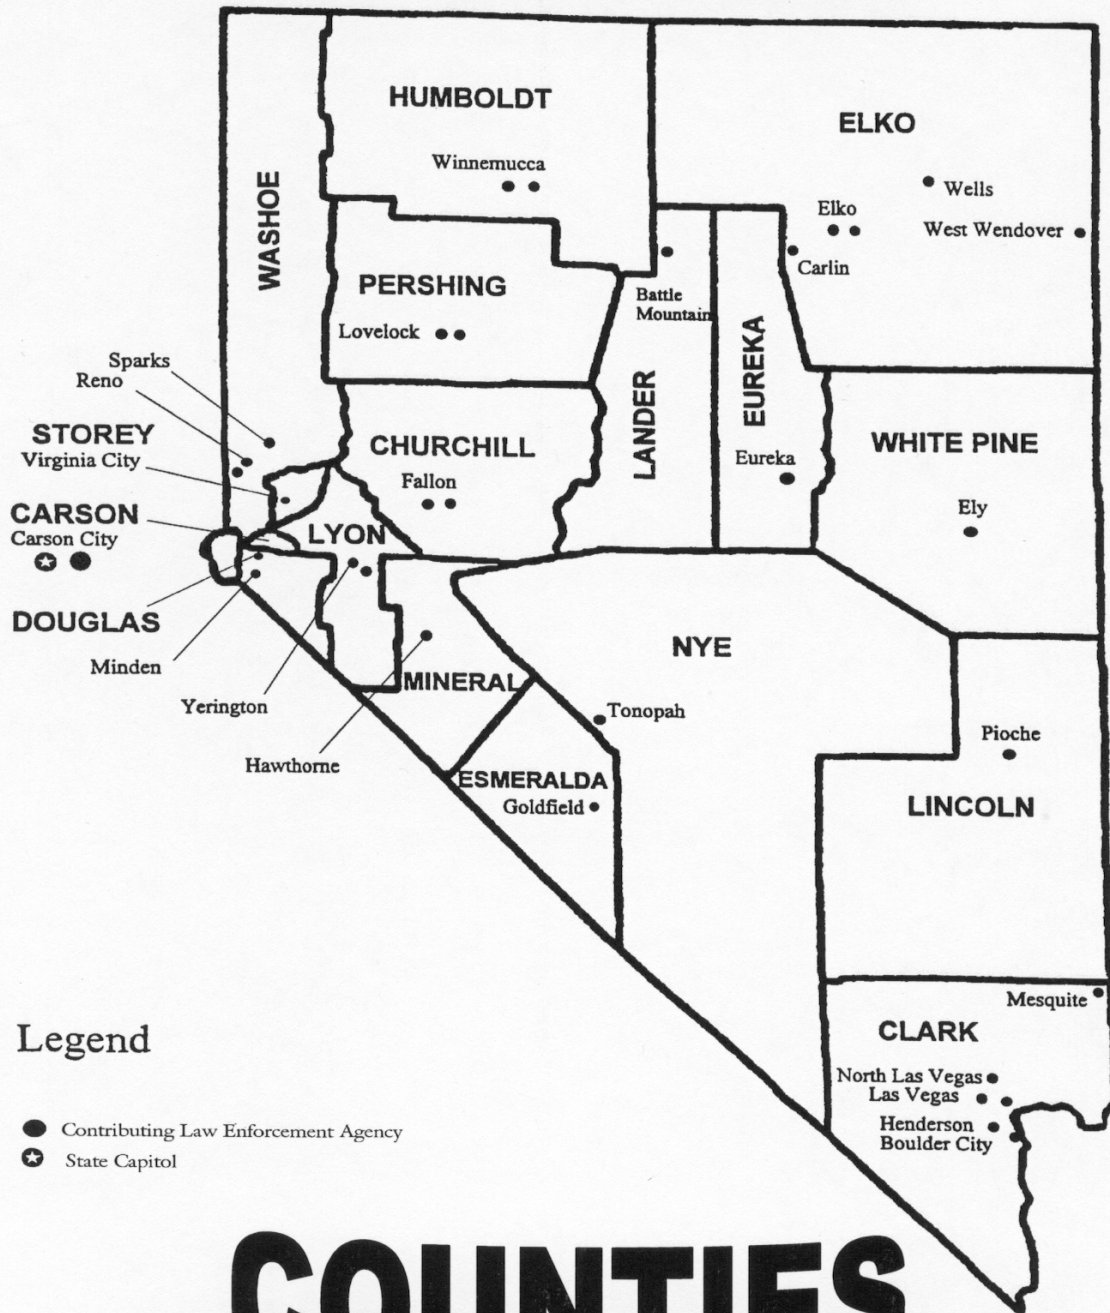 HUMBOLDT
ELKO
Winnemucca
Wells
WASHOE
Elko
West Wendover
Carlin
PERSHING
Battle
Mountain
Lovelock
EUREKA
Sparks
Reno
LANDER
STOREY
Virginia City
CHURCHILL
WHITE PINE
Eureka
Fallon
CARSON
Carson City
LYON
Ely
DOUGLAS
NYE
Minden
MINERAL
Yerington
Tonopah
Pioche
Hawthorne
ESMERALDA
Goldfield
LINCOLN
Mesquite
Legend
CLARK
North Las Vegas
Las Vegas
Henderson
Boulder City
Contributing Law Enforcement Agency
State Capitol
COUNTIES